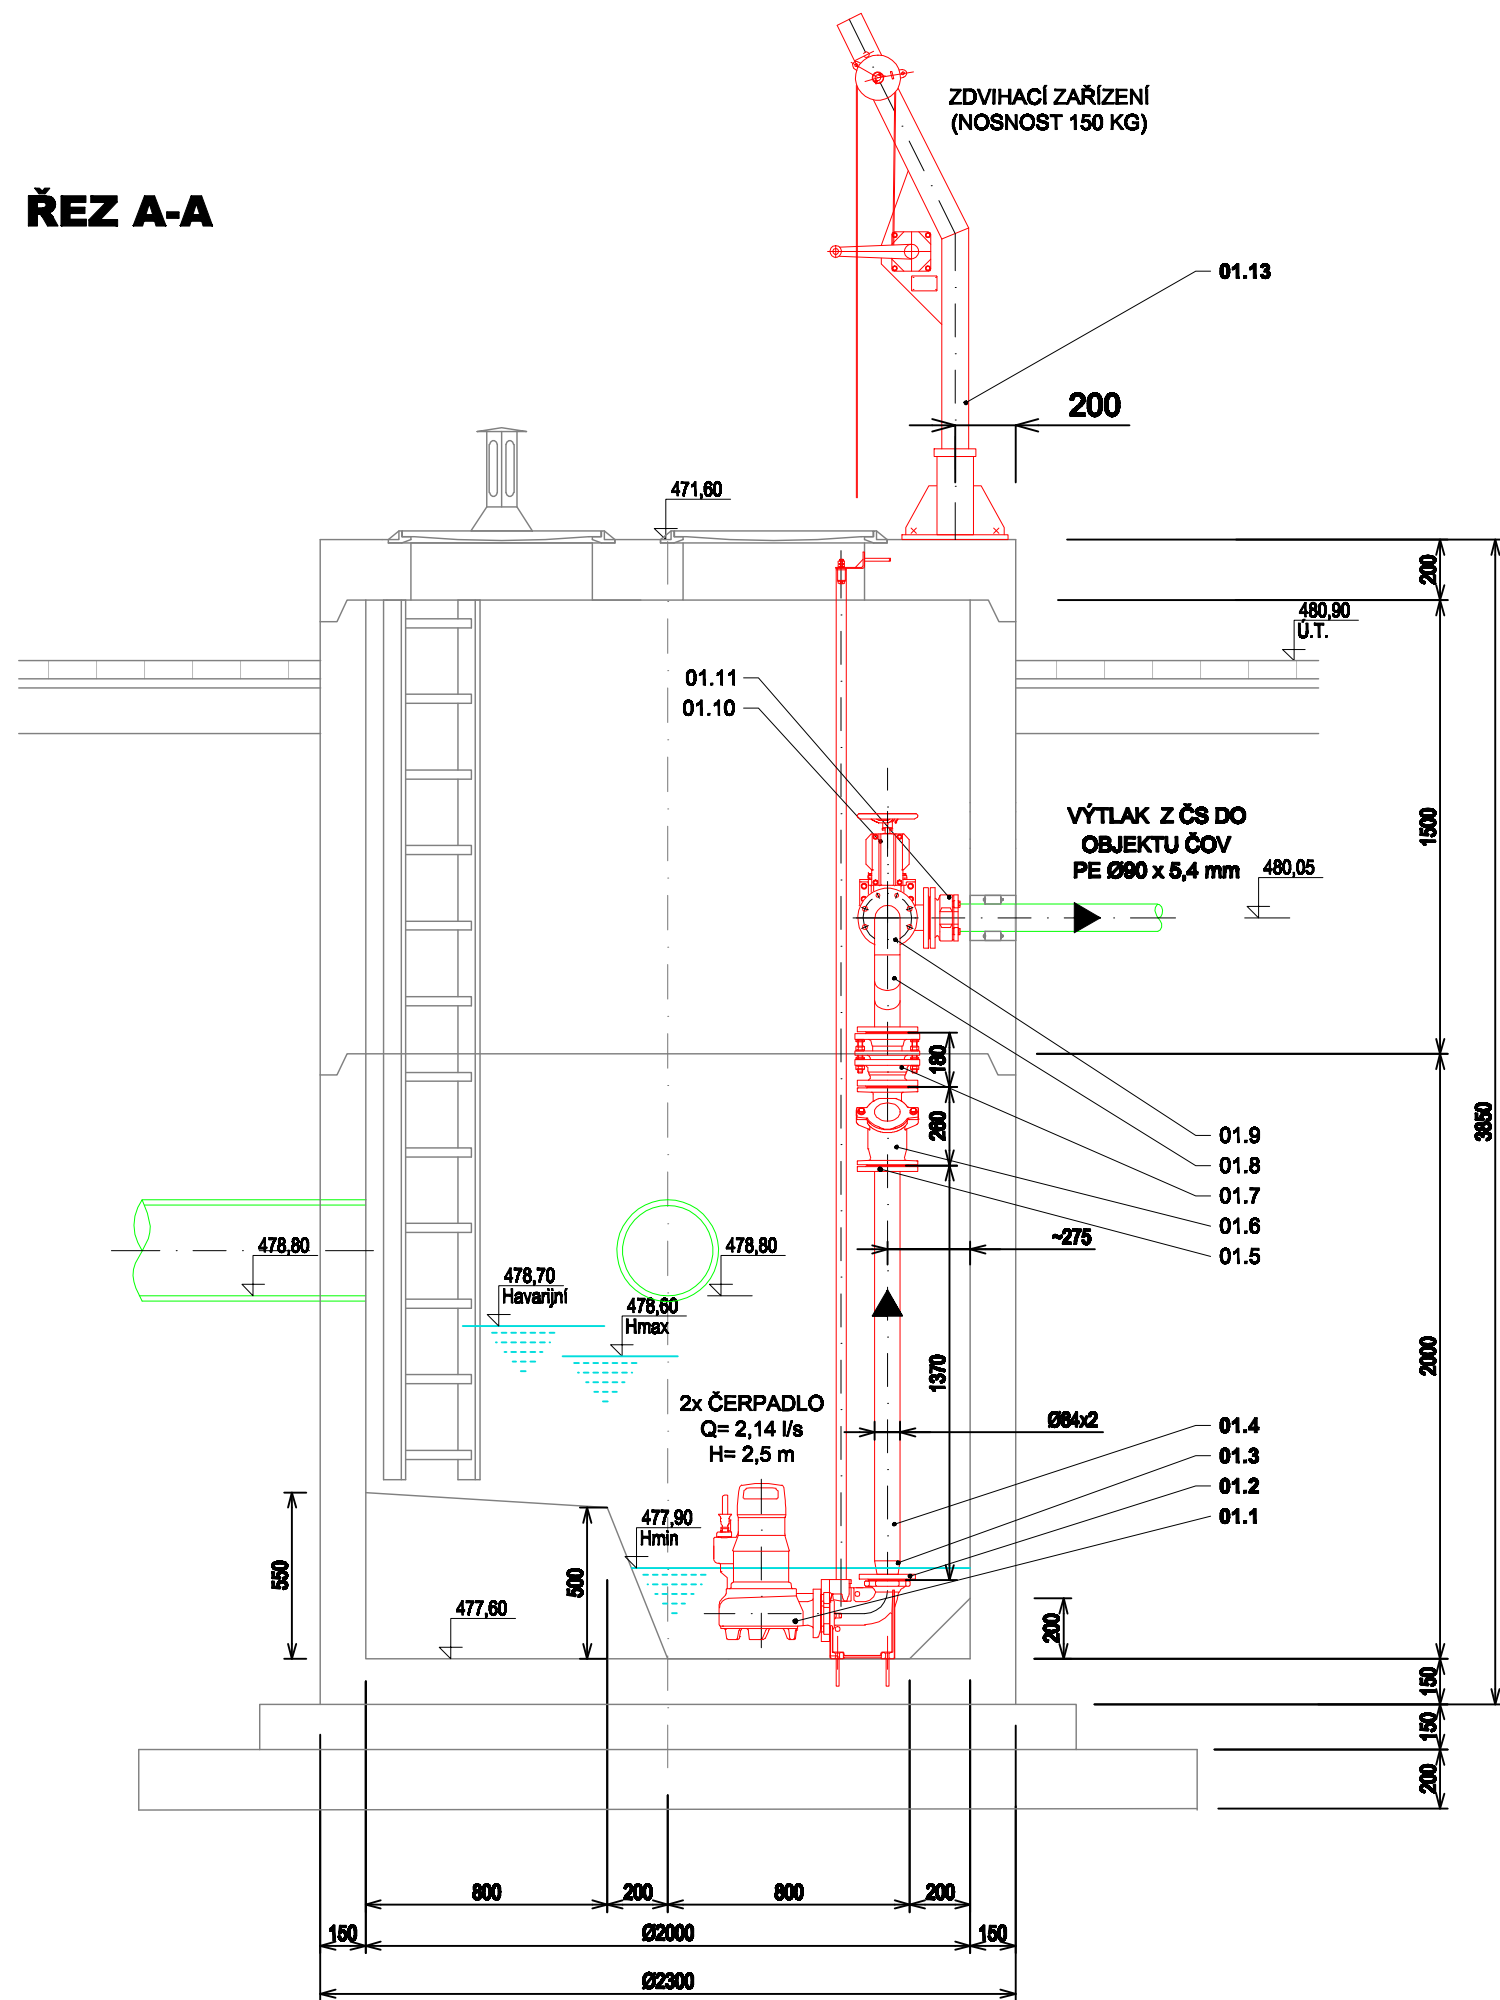 ZDVIHACÍ ZAŘÍZENÍ
(NOSNOST 150 KG)
ŘEZ A-A
01.13
200
471,60
200
480,90
Ú.T.
01.11
01.10
VÝTLAK Z ČS DO
OBJEKTU ČOV
PE Ø90 x 5,4 mm
480,05
1500
180
260
3850
01.9
01.8
01.7
01.6
01.5
~275
478,80
478,80
478,70
Havarijní
478,60
Hmax
1370
2000
2x ČERPADLO
Q= 2,14 l/s
H= 2,5 m
Ø84x2
01.4
01.3
01.2
01.1
477,90
Hmin
550
500
477,60
200
150
150
200
800
200
800
200
150
Ø2000
150
Ø2300